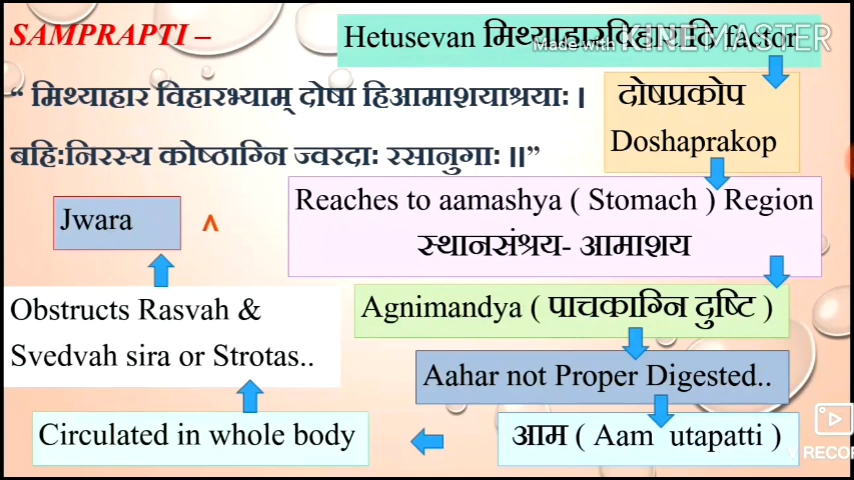 SAMPRAPTI –
Hetusevan मिथ्याहारविहारादि factor
Made with KINEMASTER
“ मिथ्याहार विहारभ्याम् दोषा हिआमाशयाश्रयाः ।
बहिःनिरस्य कोष्ठाग्नि ज्वरदाः रसानुगाः ॥”
दोषप्रकोप
Doshaprakop
Reaches to aamashya ( Stomach ) Region
स्थानसंश्रय- आमाशय
Agnimandya ( पाचकाग्नि दुष्टि )
Aahar not Proper Digested..
आम ( Aam utapatti )
Circulated in whole body
Obstructs Rasvah &
Svedvah sira or Strotas..
Jwara